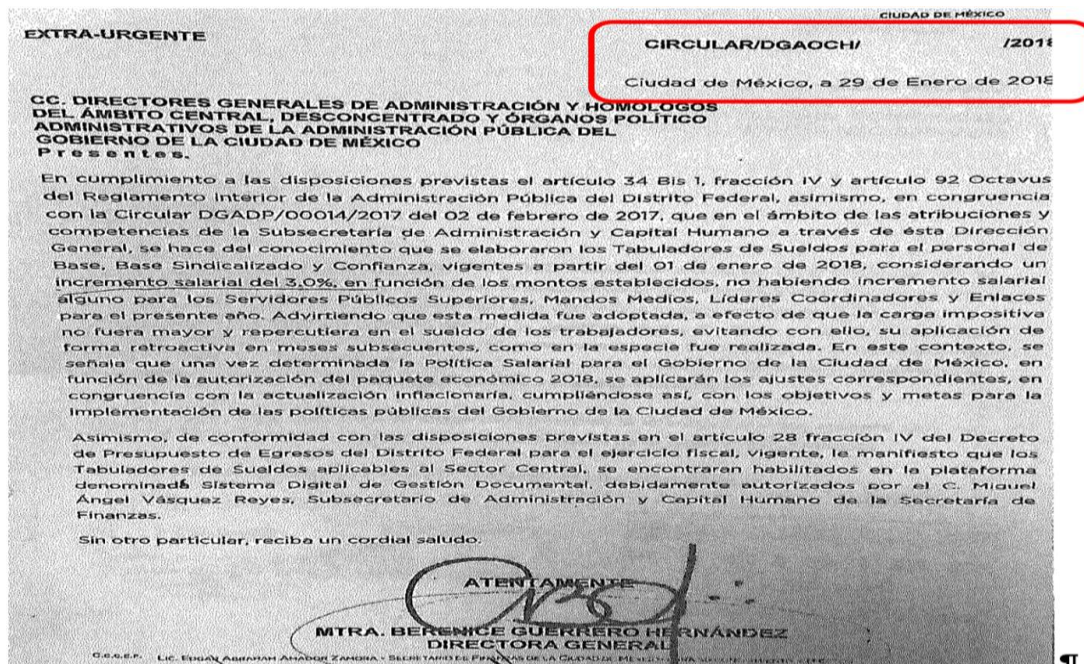 CIUDAD DE MÉXICO
EXTRA-URGENTE
CIRCULAR/DGAOCH/ /2018
Ciudad de México, a 29 de Enero de 2018
CC. DIRECTORES GENERALES DE ADMINISTRACIÓN Y HOMOLOGOS
DEL ÁMBITO CENTRAL, DESCONCENTRADO Y ÓRGANOS POLÍTICO
ADMINISTRATIVOS DE LA ADMINISTRACIÓN PÚBLICA DEL
GOBIERNO DE LA CIUDAD DE MÉXICO
Presentes.
En cumplimiento a las disposiciones previstas el artículo 34 Bis 1, fracción IV y artículo 92 Octavus
del Reglamento Interior de la Administración Pública del Distrito Federal, asimismo, en congruencia
con la Circular DGADP/00014/2017 del 02 de febrero de 2017, que en el ámbito de las atribuciones y
competencias de la Subsecretaría de Administración y Capital Humano a través de ésta Dirección
General, se hace del conocimiento que se elaboraron los Tabuladores de Sueldos para el personal de
Base, Base Sindicalizado y Confianza, vigentes a partir del 01 de enero de 2018, considerando un
incremento salarial del 3.0%, en función de los montos establecidos, no habiendo incremento salarial
alguno para los Servidores Públicos Superiores, Mandos Medios, Líderes Coordinadores y Enlaces
para el presente año. Advirtiendo que esta medida fue adoptada, a efecto de que la carga impositiva
no fuera mayor y repercutiera en el sueldo de los trabajadores, evitando con ello, su aplicación de
forma retroactiva en meses subsecuentes, como en la especie fue realizada. En este contexto, se
señala que una vez determinada la Política Salarial para el Gobierno de la Ciudad de México, en
función de la autorización del paquete económico 2018, se aplicarán los ajustes correspondientes, en
congruencia con la actualización inflacionaria, cumpliéndose así, con los objetivos y metas para la
implementación de las políticas públicas del Gobierno de la Ciudad de México.
Asimismo, de conformidad con las disposiciones previstas en el artículo 28 fracción IV del Decreto
de Presupuesto de Egresos del Distrito Federal para el ejercicio fiscal, vigente, le manifiesto que los
Tabuladores de Sueldos aplicables al Sector Central, se encontraran habilitados en la plataforma
denominada Sistema Digital de Gestión Documental, debidamente autorizados por el C. Miguel
Ángel Vásquez Reyes, Subsecretario de Administración y Capital Humano de la Secretaría de
Finanzas.
Sin otro particular, reciba un cordial saludo.
ATENTAMENTE
MTRA. BERENICE GUERRERO HERNÁNDEZ
DIRECTORA GENERAL
C.c.c.e.p. LIC. EDGAR ABRAHAM AMADOR ZAMORA - SECRETARIO DE FINANZAS DE LA CIUDAD DE MÉXICO
¶